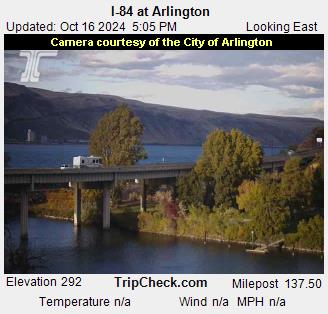 I-84 at Arlington
Updated: Oct 16 2024 5:05 PM Looking East
Camera courtesy of the City of Arlington
Elevation 292 TripCheck.com Milepost 137.50
Temperature n/a Wind n/a MPH n/a